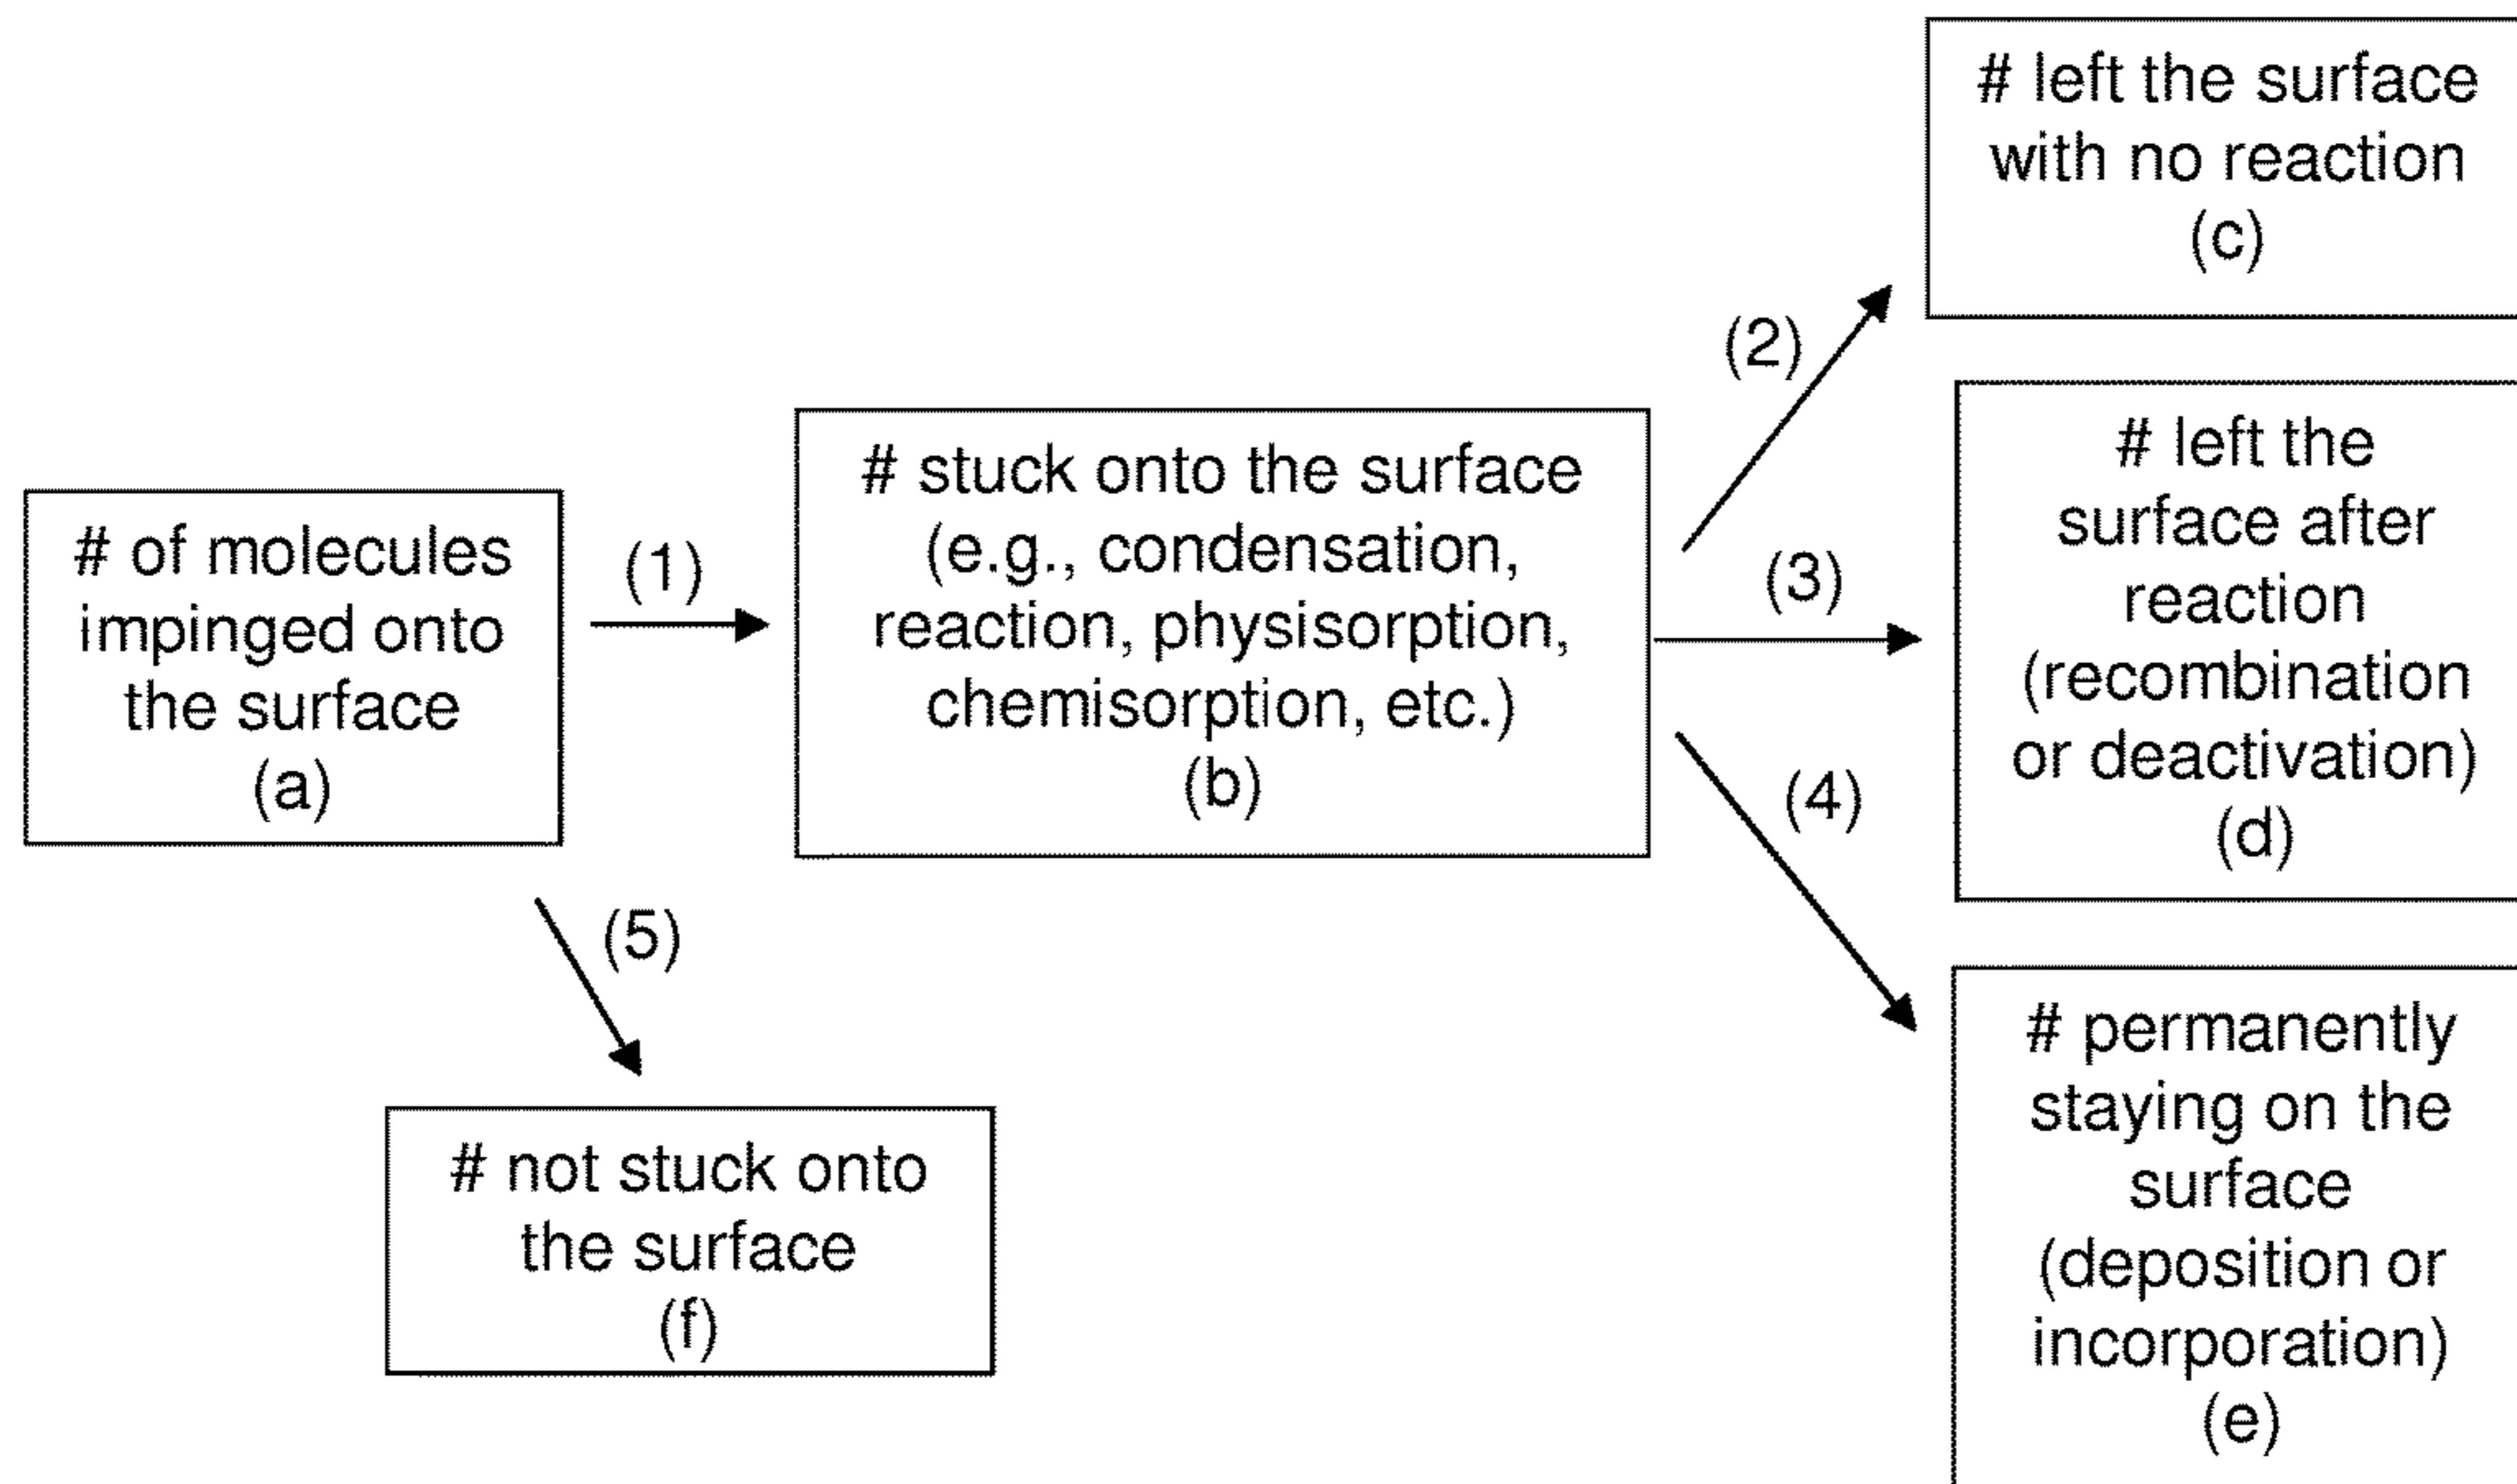 # of molecules
impinged onto
the surface
(a)
(1)
# stuck onto the surface
(e.g., condensation,
reaction, physisorption,
chemisorption, etc.)
(b)
(2)
# left the surface
with no reaction
(c)
(3)
# left the
surface after
reaction
(recombination
or deactivation)
(d)
(4)
# permanently
staying on the
surface
(deposition or
incorporation)
(e)
(5)
# not stuck onto
the surface
(f)